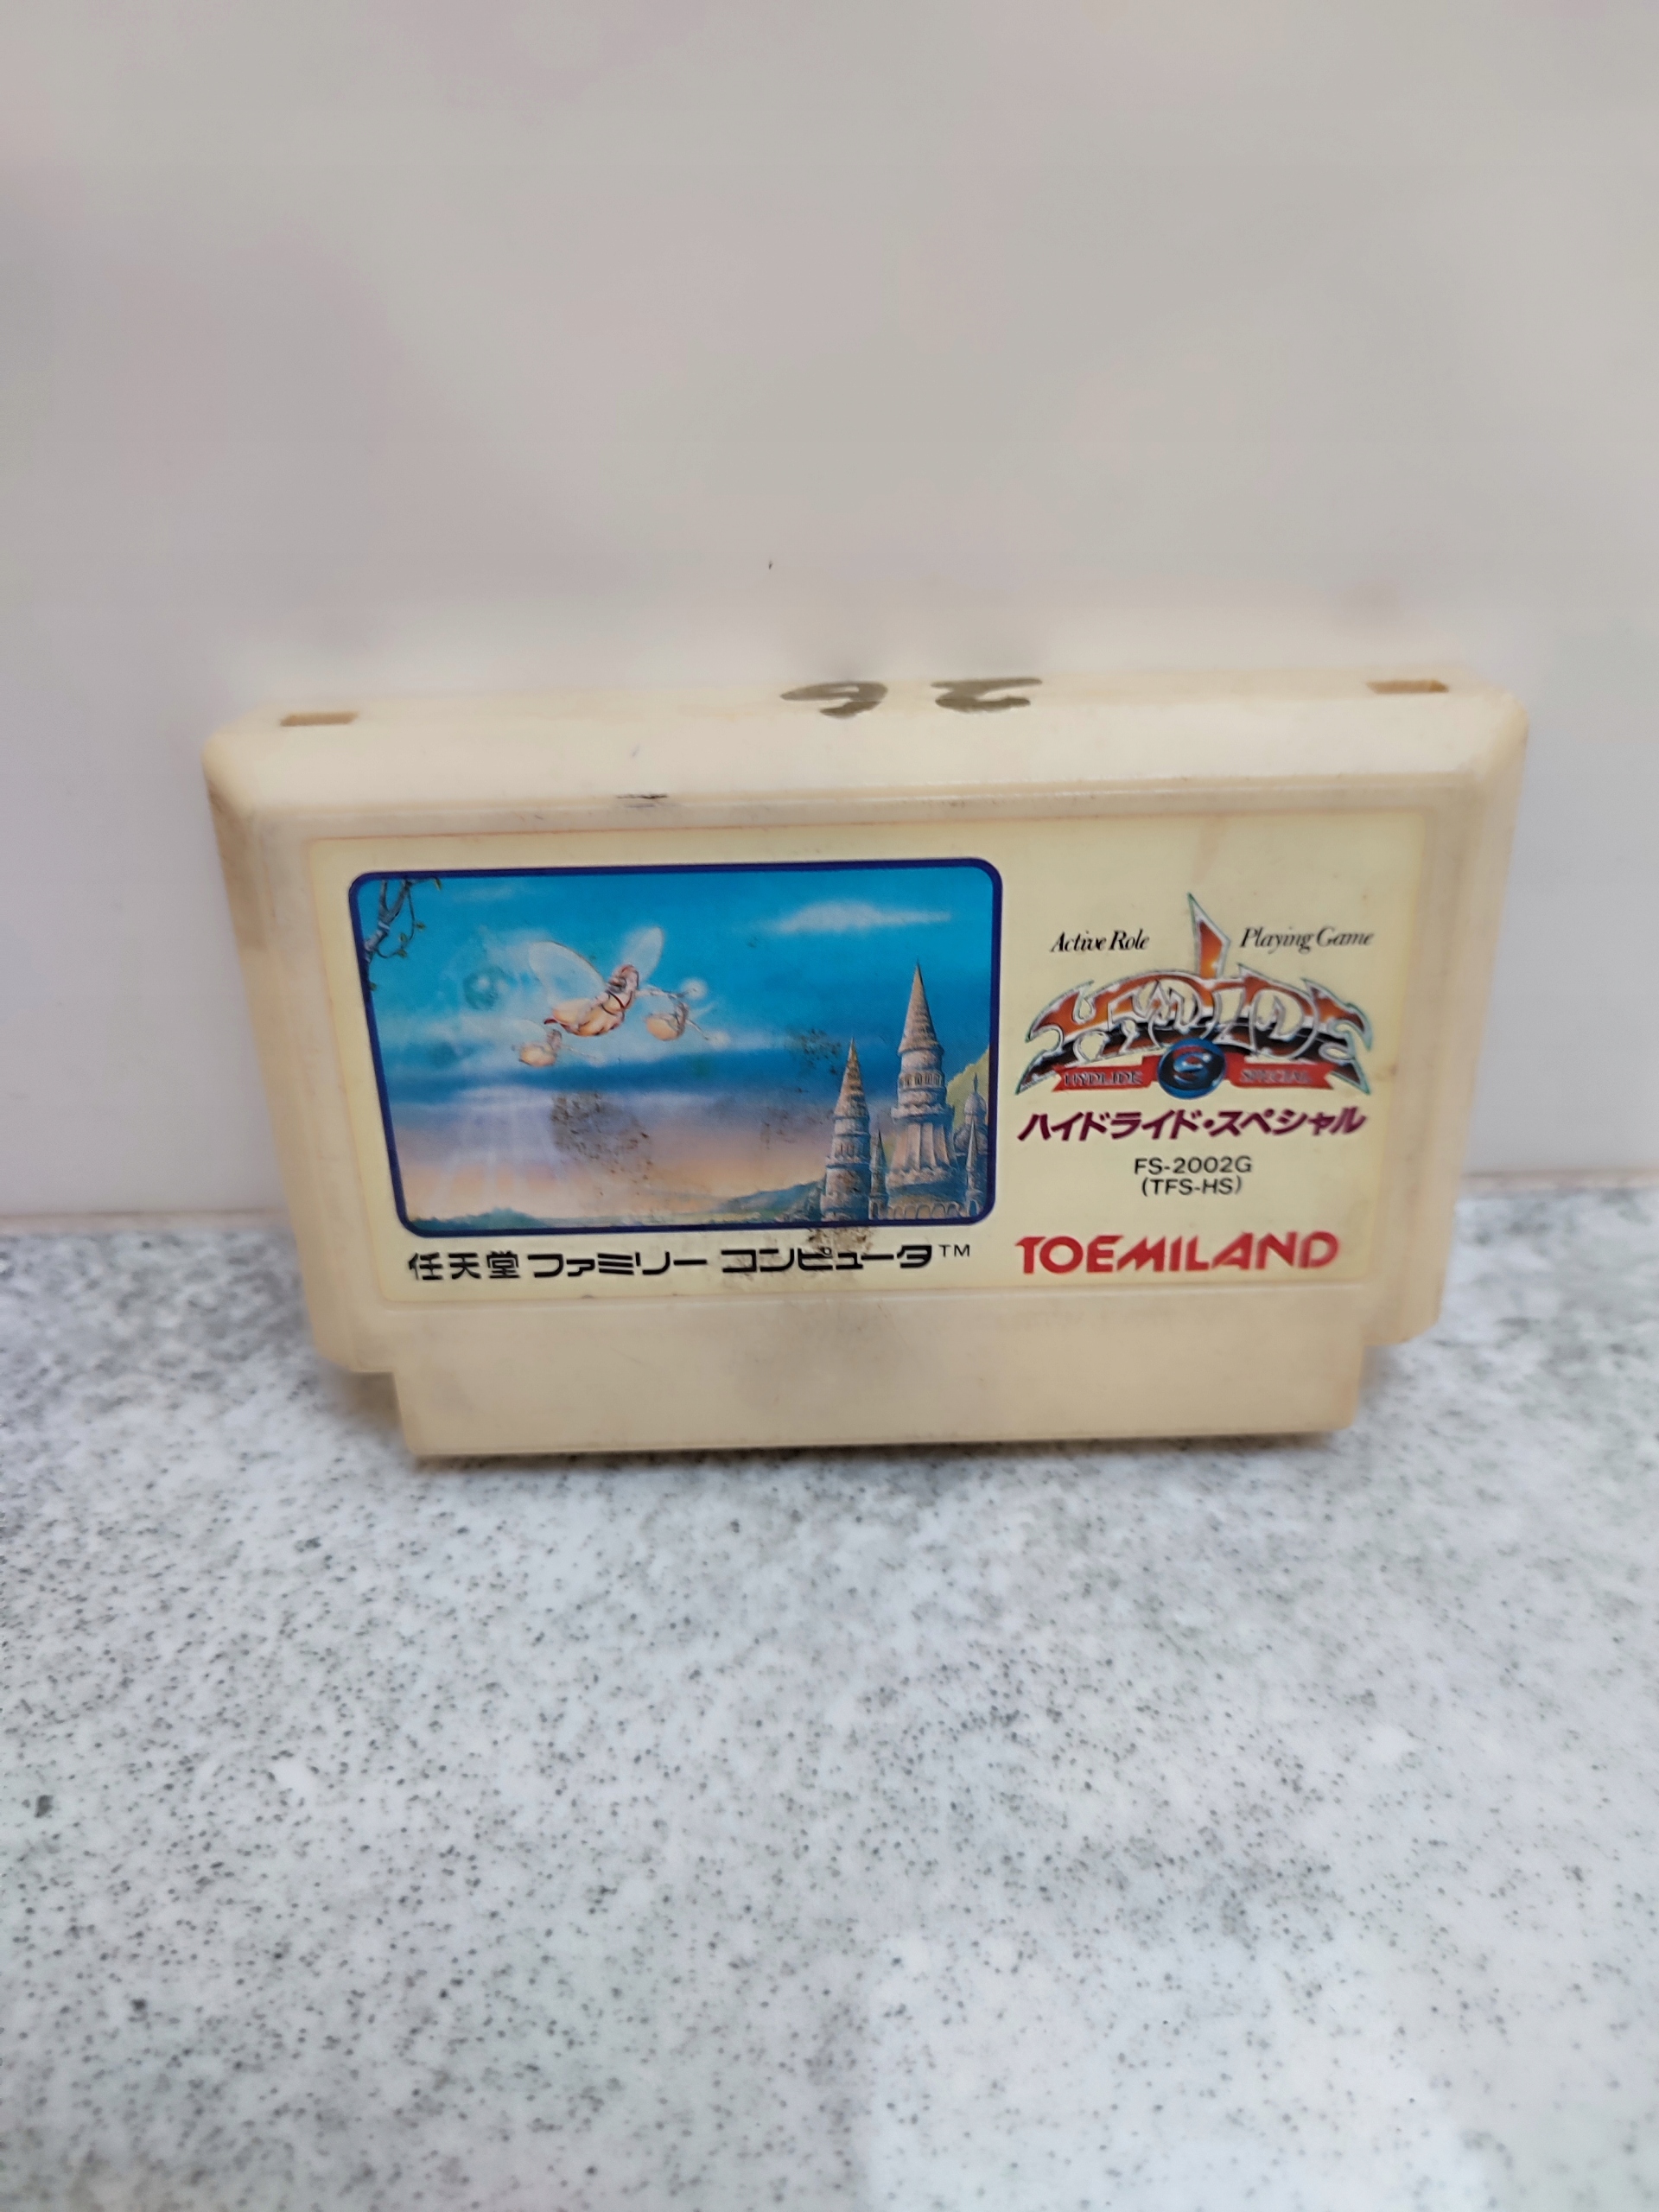 26
Active Role Playing Game
HYDLIDE
HYDLIDE S SPECIAL
ハイドライド・スペシャル
FS-2002G
(TFS-HS)
任天堂 ファミリー コンピュータ™
TOEMILAND